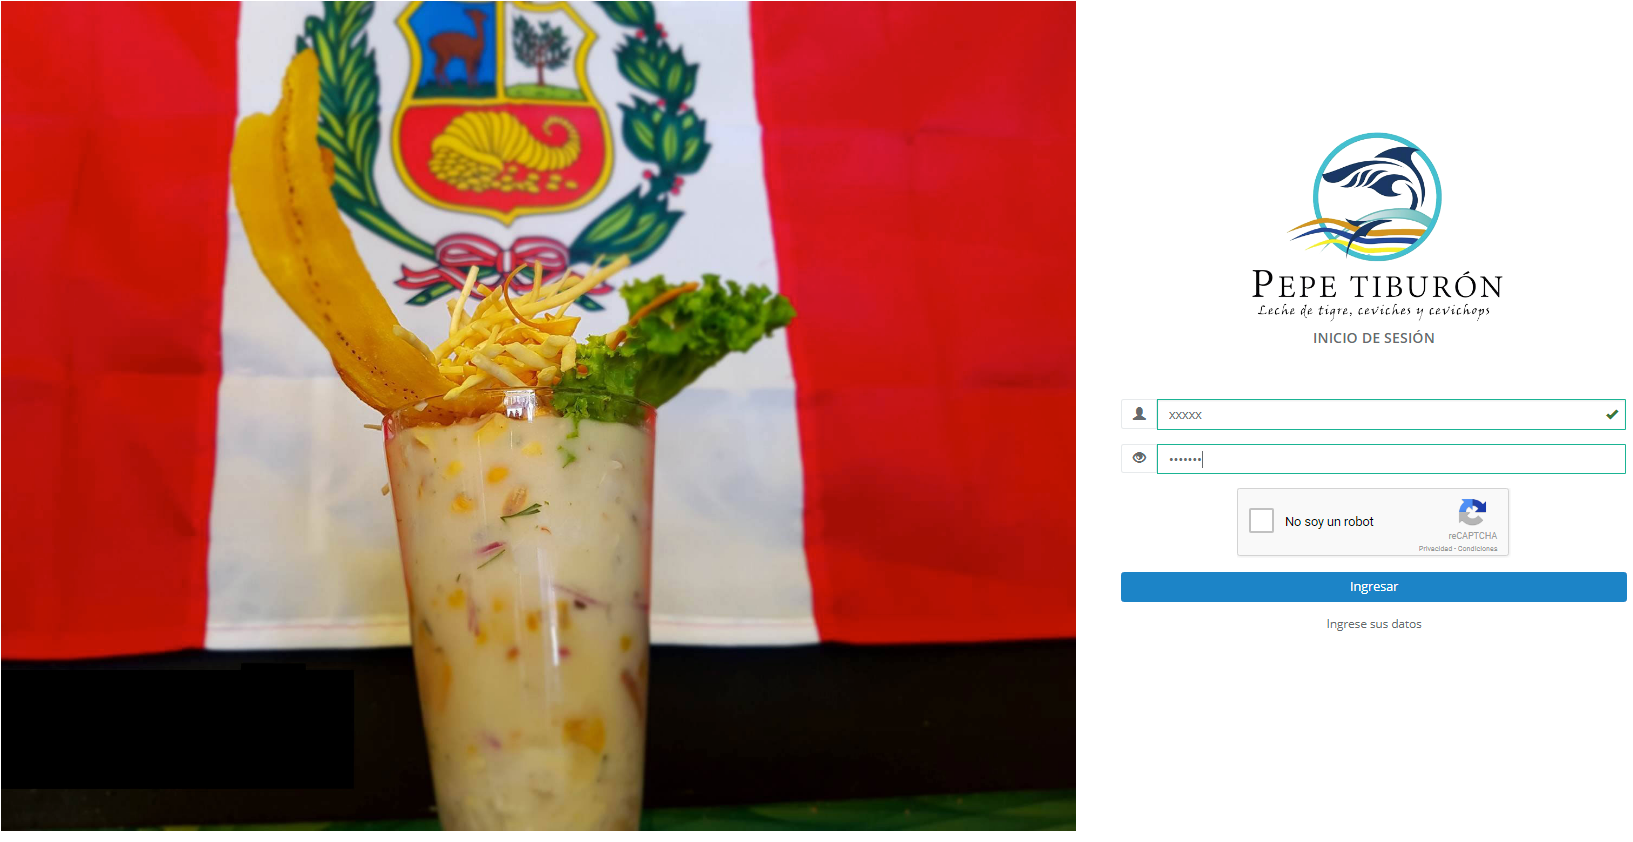 PEPE TIBURÓN
Leche de tigre, ceviches y cevichops
INICIO DE SESIÓN
xxxxx
•••••••
No soy un robot
reCAPTCHA
Privacidad - Condiciones
Ingresar
Ingrese sus datos